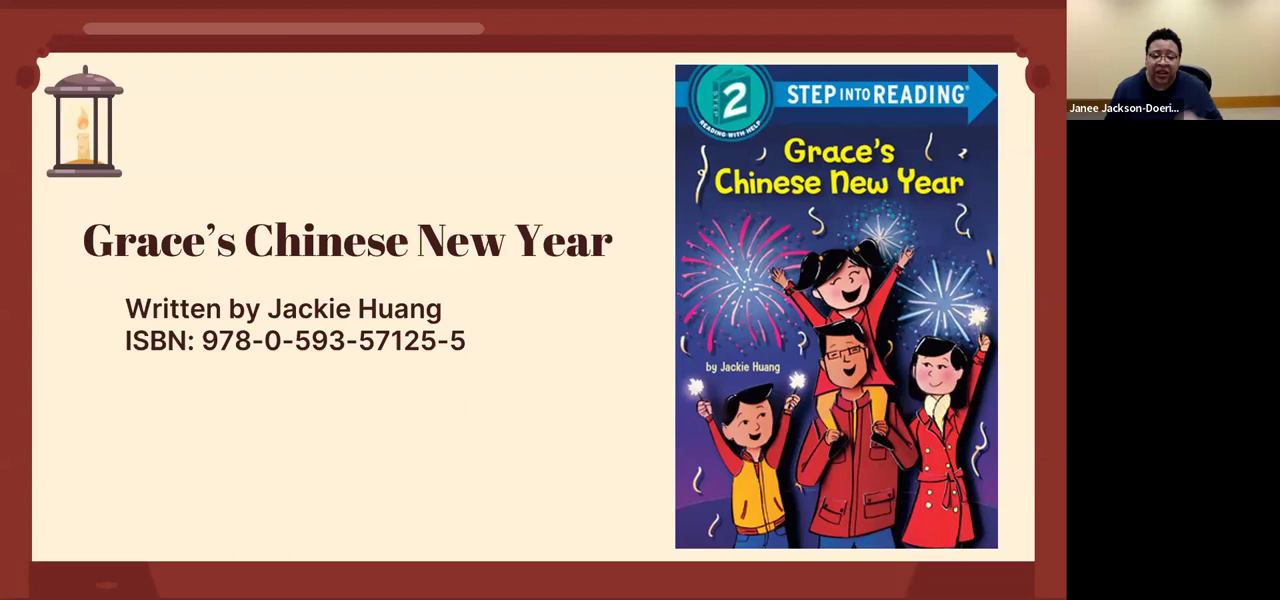 Grace's Chinese New Year
Written by Jackie Huang
ISBN: 978-0-593-57125-5
2
READING WITH HELP
STEP INTO READING®
Grace's
Chinese New Year
by Jackie Huang
Janee Jackson-Doeri...